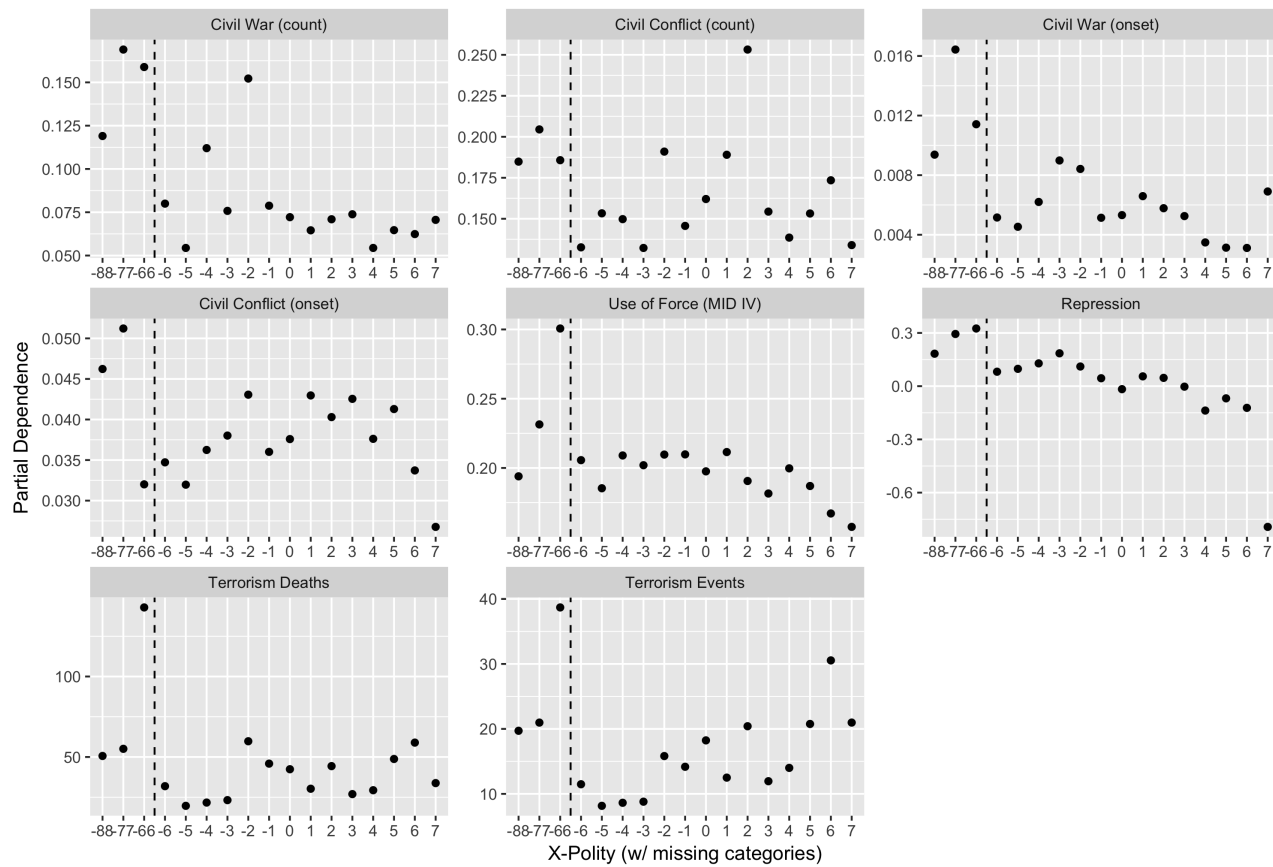 Civil War (count)
Civil Conflict (count)
Civil War (onset)
0.150
0.125
0.100
0.075
0.050
0.250
0.225
0.200
0.175
0.150
0.016
0.012
0.008
0.004
-88 -77 -66 -6 -5 -4 -3 -2 -1 0 1 2 3 4 5 6 7
-88 -77 -66 -6 -5 -4 -3 -2 -1 0 1 2 3 4 5 6 7
-88 -77 -66 -6 -5 -4 -3 -2 -1 0 1 2 3 4 5 6 7
Civil Conflict (onset)
Use of Force (MID IV)
Repression
Partial Dependence
0.050
0.045
0.040
0.035
0.030
0.30
0.25
0.20
0.3
0.0
-0.3
-0.6
-88 -77 -66 -6 -5 -4 -3 -2 -1 0 1 2 3 4 5 6 7
-88 -77 -66 -6 -5 -4 -3 -2 -1 0 1 2 3 4 5 6 7
-88 -77 -66 -6 -5 -4 -3 -2 -1 0 1 2 3 4 5 6 7
Terrorism Deaths
Terrorism Events
100
50
40
30
20
10
-88 -77 -66 -6 -5 -4 -3 -2 -1 0 1 2 3 4 5 6 7
-88 -77 -66 -6 -5 -4 -3 -2 -1 0 1 2 3 4 5 6 7
X-Polity (w/ missing categories)